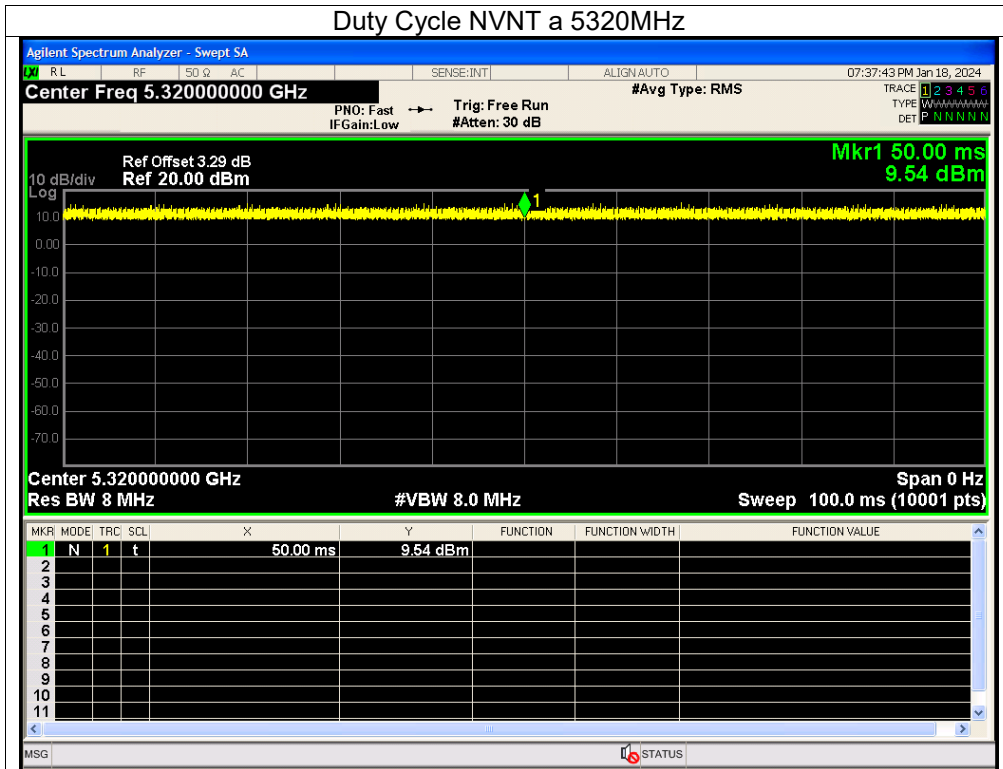 Duty Cycle NVNT a 5320MHz
Agilent Spectrum Analyzer - Swept SA
LXI RL RF 50 Ω AC SENSE:INT ALIGN AUTO 07:37:43 PM Jan 18, 2024
Center Freq 5.320000000 GHz #Avg Type: RMS TRACE 1 2 3 4 5 6
PNO: Fast Trig: Free Run TYPE WWWWWW
IFGain:Low #Atten: 30 dB DET P N N N N N
Mkr1 50.00 ms
Ref Offset 3.29 dB
10 dB/div Ref 20.00 dBm 9.54 dBm
Log
1
10.0
0.00
-10.0
-20.0
-30.0
-40.0
-50.0
-60.0
-70.0
Center 5.320000000 GHz Span 0 Hz
Res BW 8 MHz #VBW 8.0 MHz Sweep 100.0 ms (10001 pts)
MKR MODE TRC SCL X Y FUNCTION FUNCTION WIDTH FUNCTION VALUE
1 N 1 t 50.00 ms 9.54 dBm
2
3
4
5
6
7
8
9
10
11
MSG STATUS